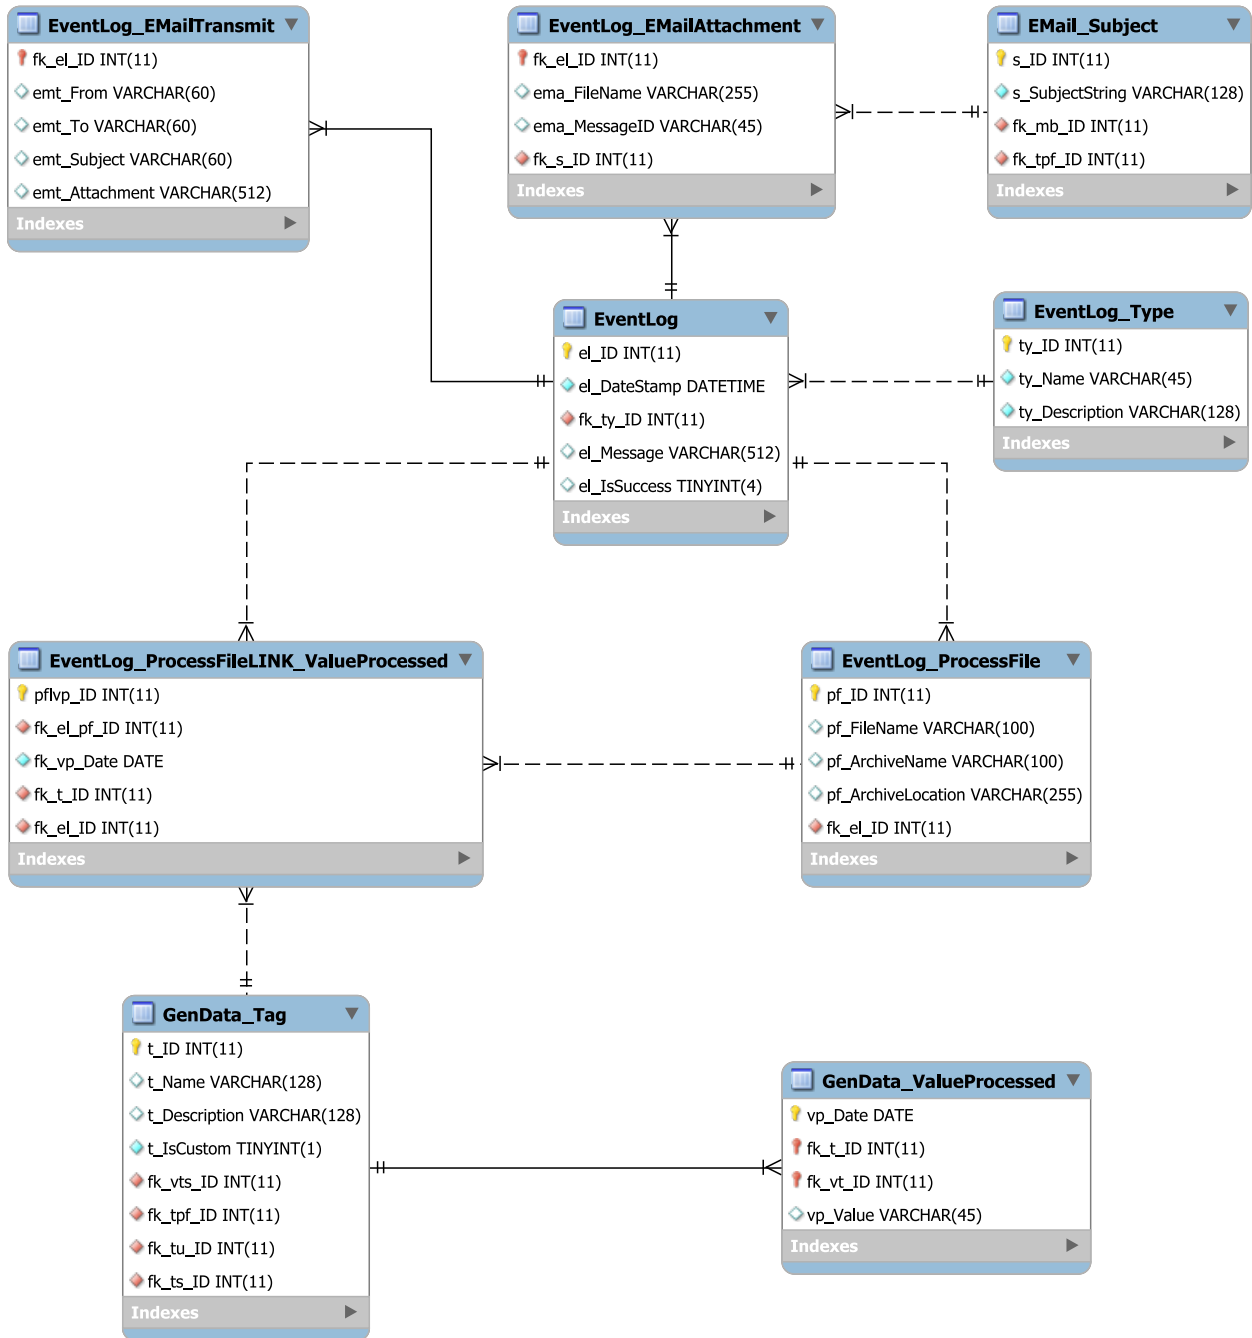 EventLog_EMailTransmit
fk_el_ID INT(11)
emt_From VARCHAR(60)
emt_To VARCHAR(60)
emt_Subject VARCHAR(60)
emt_Attachment VARCHAR(512)
Indexes
EventLog_EMailAttachment
fk_el_ID INT(11)
ema_FileName VARCHAR(255)
ema_MessageID VARCHAR(45)
fk_s_ID INT(11)
Indexes
EMail_Subject
s_ID INT(11)
s_SubjectString VARCHAR(128)
fk_mb_ID INT(11)
fk_tpf_ID INT(11)
Indexes
EventLog
el_ID INT(11)
el_DateStamp DATETIME
fk_ty_ID INT(11)
el_Message VARCHAR(512)
el_IsSuccess TINYINT(4)
Indexes
EventLog_Type
ty_ID INT(11)
ty_Name VARCHAR(45)
ty_Description VARCHAR(128)
Indexes
EventLog_ProcessFileLINK_ValueProcessed
pflvp_ID INT(11)
fk_el_pf_ID INT(11)
fk_vp_Date DATE
fk_t_ID INT(11)
fk_el_ID INT(11)
Indexes
EventLog_ProcessFile
pf_ID INT(11)
pf_FileName VARCHAR(100)
pf_ArchiveName VARCHAR(100)
pf_ArchiveLocation VARCHAR(255)
fk_el_ID INT(11)
Indexes
GenData_Tag
t_ID INT(11)
t_Name VARCHAR(128)
t_Description VARCHAR(128)
t_IsCustom TINYINT(1)
fk_vts_ID INT(11)
fk_tpf_ID INT(11)
fk_tu_ID INT(11)
fk_ts_ID INT(11)
Indexes
GenData_ValueProcessed
vp_Date DATE
fk_t_ID INT(11)
fk_vt_ID INT(11)
vp_Value VARCHAR(45)
Indexes